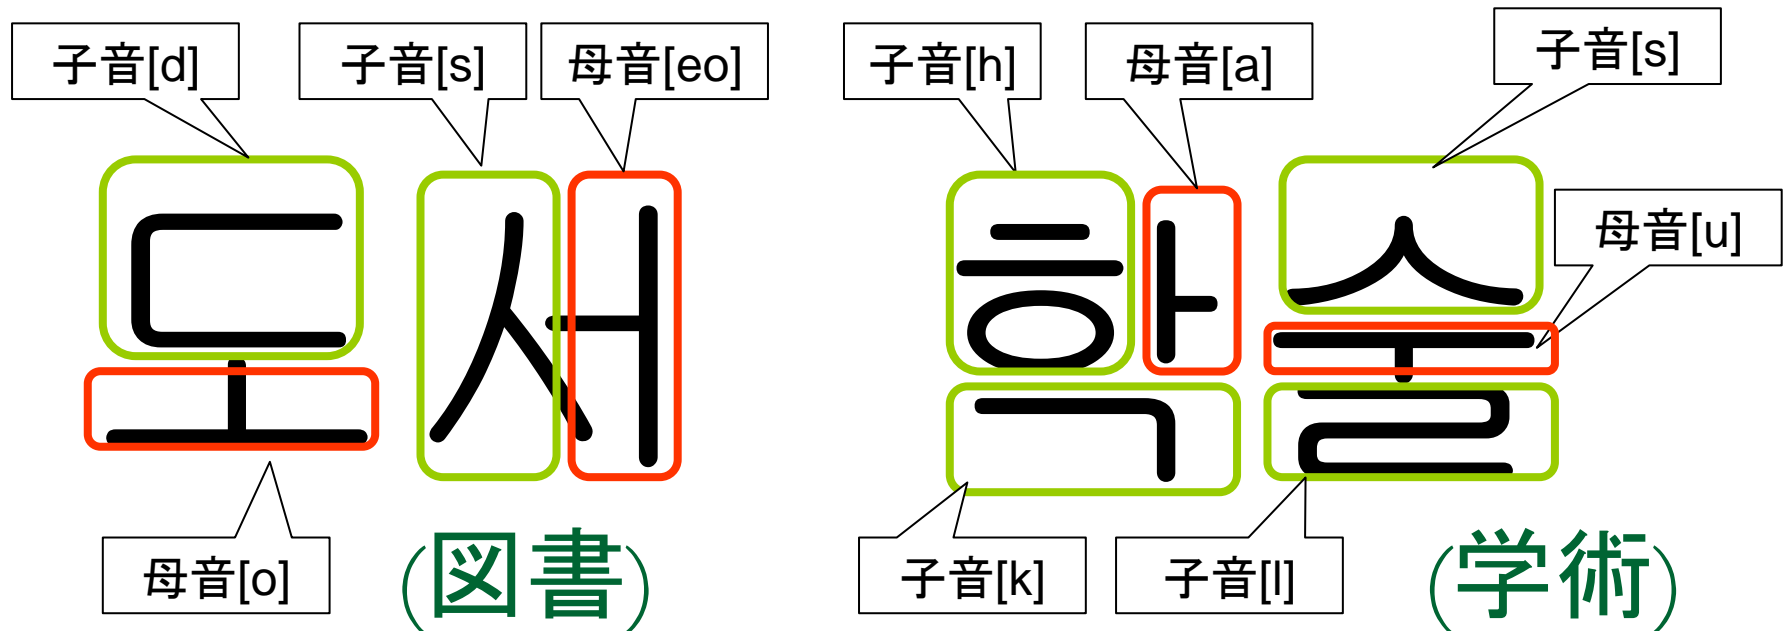 子音[d]
子音[s]
母音[eo]
子音[h]
母音[a]
子音[s]
母音[u]
도서
학술
母音[o]
(図書)
子音[k]
子音[l]
(学術)